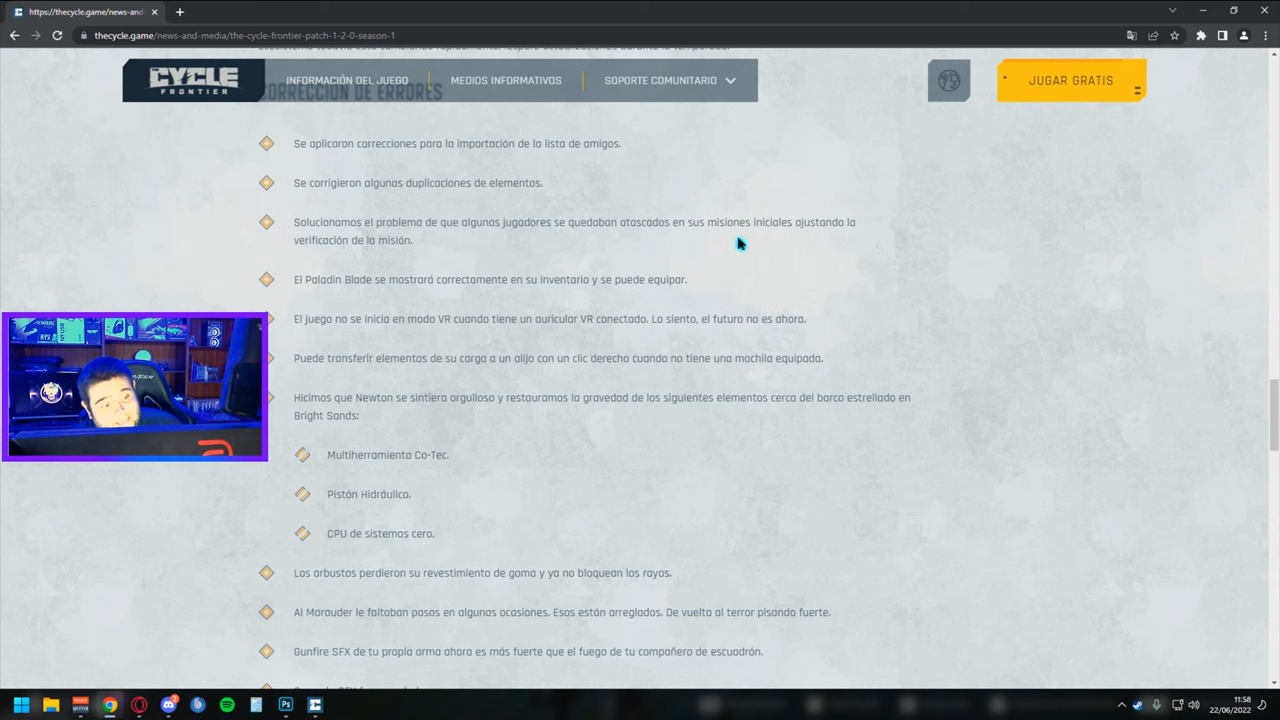 https://thecycle.game/news-and
thecycle.game/news-and-media/the-cycle-frontier-patch-1-2-0-season-1
THE CYCLE FRONTIER
INFORMACIÓN DEL JUEGO
MEDIOS INFORMATIVOS
SOPORTE COMUNITARIO
JUGAR GRATIS
CORRECCIÓN DE ERRORES
Se aplicaron correcciones para la importación de la lista de amigos.
Se corrigieron algunas duplicaciones de elementos.
Solucionamos el problema de que algunos jugadores se quedaban atascados en sus misiones iniciales ajustando la
verificación de la misión.
El Paladin Blade se mostrará correctamente en su inventario y se puede equipar.
El juego no se inicia en modo VR cuando tiene un auricular VR conectado. Lo siento, el futuro no es ahora.
Puede transferir elementos de su carga a un alijo con un clic derecho cuando no tiene una mochila equipada.
Hicimos que Newton se sintiera orgulloso y restauramos la gravedad de los siguientes elementos cerca del barco estrellado en
Bright Sands:
Multiherramienta Co-Tec.
Pistón Hidráulico.
CPU de sistemas cero.
Los arbustos perdieron su revestimiento de goma y ya no bloquean los rayos.
Al Marauder le faltaban pasos en algunas ocasiones. Esos están arreglados. De vuelta al terror pisando fuerte.
Gunfire SFX de tu propia arma ahora es más fuerte que el fuego de tu compañero de escuadrón.
11:58
22/06/2022